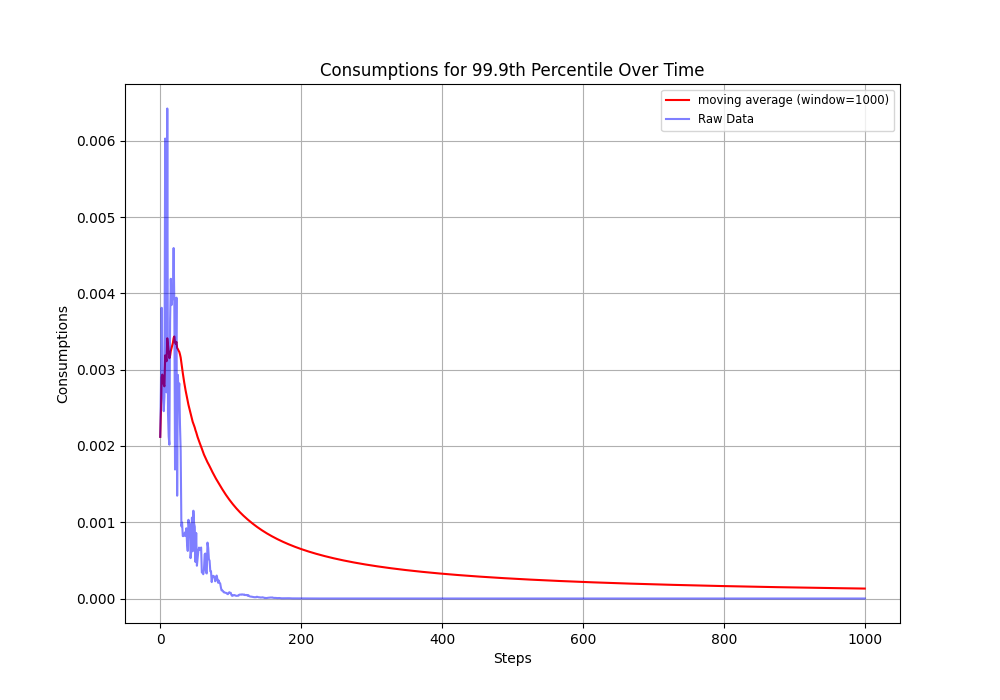 Consumptions for 99.9th Percentile Over Time
moving average (window=1000)
Raw Data
Consumptions
0.006
0.005
0.004
0.003
0.002
0.001
0.000
0 200 400 600 800 1000
Steps